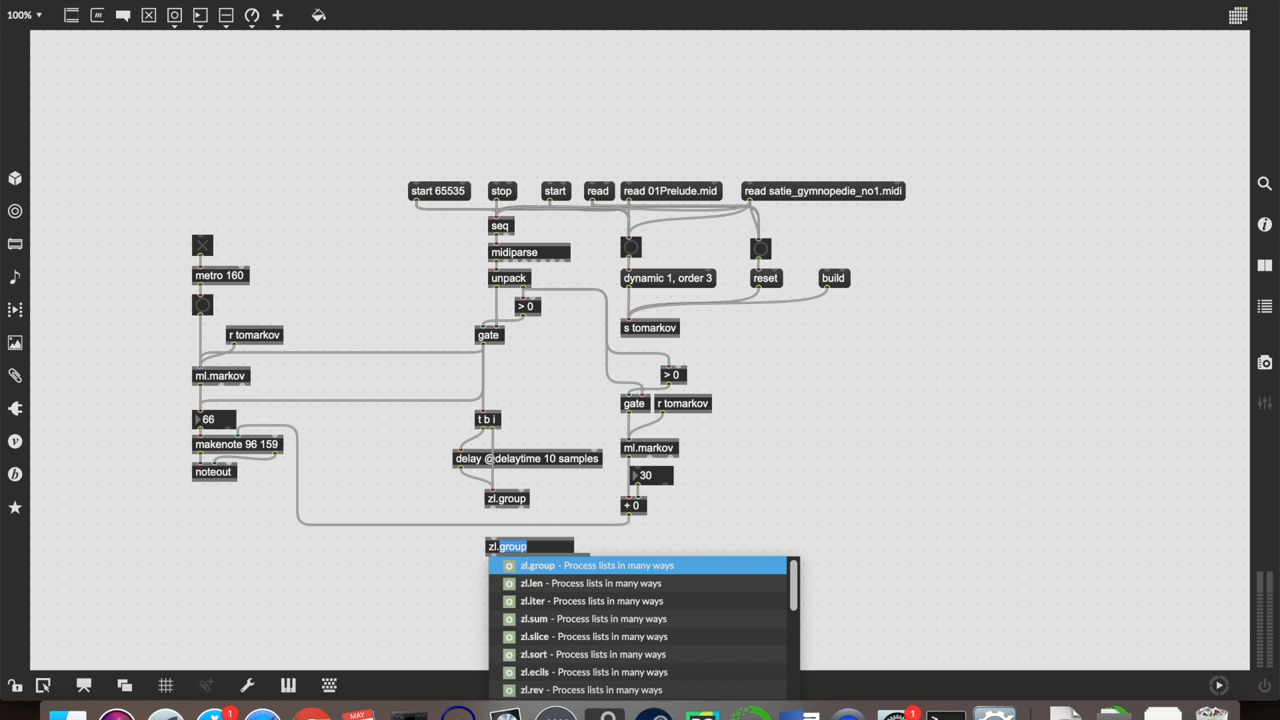 100%
start 65535
stop
start
read
read 01Prelude.mid
read satie_gymnopedie_no1.midi
seq
midiparse
metro 160
unpack
dynamic 1, order 3
reset
build
> 0
r tomarkov
gate
s tomarkov
ml.markov
> 0
gate
r tomarkov
66
t b i
makenote 96 159
ml.markov
delay @delaytime 10 samples
noteout
30
zl.group
+ 0
zl.group
zl.group - Process lists in many ways
zl.len - Process lists in many ways
zl.iter - Process lists in many ways
zl.sum - Process lists in many ways
zl.slice - Process lists in many ways
zl.sort - Process lists in many ways
zl.ecils - Process lists in many ways
zl.rev - Process lists in many ways
1
MAY
1